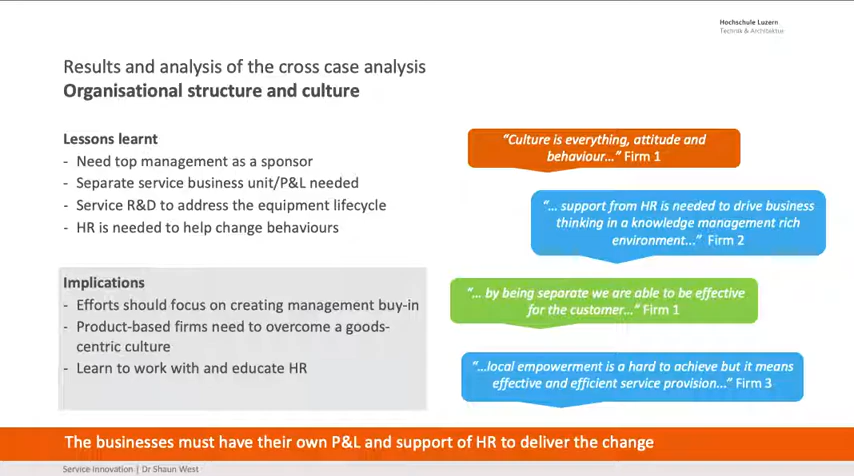 Hochschule Luzern
Technik & Architektur
Results and analysis of the cross case analysis
Organisational structure and culture
Lessons learnt
- Need top management as a sponsor
- Separate service business unit/P&L needed
- Service R&D to address the equipment lifecycle
- HR is needed to help change behaviours
Implications
- Efforts should focus on creating management buy-in
- Product-based firms need to overcome a goods-
centric culture
- Learn to work with and educate HR
“Culture is everything, attitude and
behaviour…” Firm 1
“… support from HR is needed to drive business
thinking in a knowledge management rich
environment…” Firm 2
“… by being separate we are able to be effective
for the customer…” Firm 1
“…local empowerment is a hard to achieve but it means
effective and efficient service provision…” Firm 3
The businesses must have their own P&L and support of HR to deliver the change
Service Innovation | Dr Shaun West